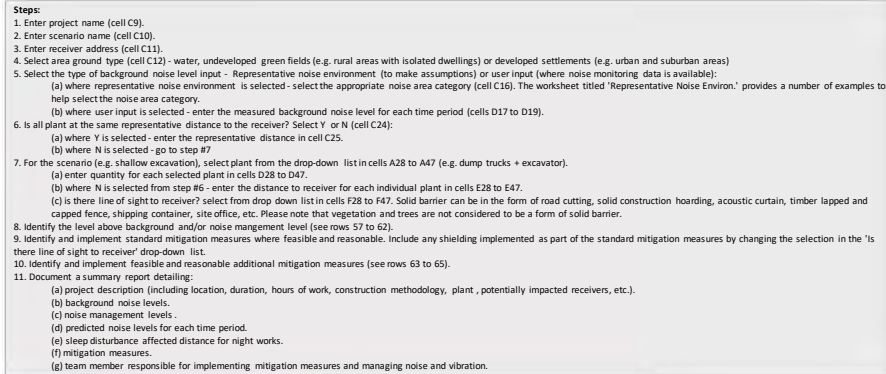 Steps:
1. Enter project name (cell C9).
2. Enter scenario name (cell C10).
3. Enter receiver address (cell C11).
4. Select area ground type (cell C12) - water, undeveloped green fields (e.g. rural areas with isolated dwellings) or developed settlements (e.g. urban and suburban areas)
5. Select the type of background noise level input - Representative noise environment (to make assumptions) or user input (where noise monitoring data is available):
(a) where representative noise environment is selected - select the appropriate noise area category (cell C16). The worksheet titled 'Representative Noise Environ.' provides a number of examples to
help select the noise area category.
(b) where user input is selected - enter the measured background noise level for each time period (cells D17 to D19).
6. Is all plant at the same representative distance to the receiver? Select Y or N (cell C24):
(a) where Y is selected - enter the representative distance in cell C25.
(b) where N is selected - go to step #7
7. For the scenario (e.g. shallow excavation), select plant from the drop-down list in cells A28 to A47 (e.g. dump trucks + excavator).
(a) enter quantity for each selected plant in cells D28 to D47.
(b) where N is selected from step #6 - enter the distance to receiver for each individual plant in cells E28 to E47.
(c) is there line of sight to receiver? select from drop down list in cells F28 to F47. Solid barrier can be in the form of road cutting, solid construction hoarding, acoustic curtain, timber lapped and
capped fence, shipping container, site office, etc. Please note that vegetation and trees are not considered to be a form of solid barrier.
8. Identify the level above background and/or noise mangement level (see rows 57 to 62).
9. Identify and implement standard mitigation measures where feasible and reasonable. Include any shielding implemented as part of the standard mitigation measures by changing the selection in the 'Is
there line of sight to receiver' drop-down list.
10. Identify and implement feasible and reasonable additional mitigation measures (see rows 63 to 65).
11. Document a summary report detailing:
(a) project description (including location, duration, hours of work, construction methodology, plant , potentially impacted receivers, etc.).
(b) background noise levels.
(c) noise management levels .
(d) predicted noise levels for each time period.
(e) sleep disturbance affected distance for night works.
(f) mitigation measures.
(g) team member responsible for implementing mitigation measures and managing noise and vibration.